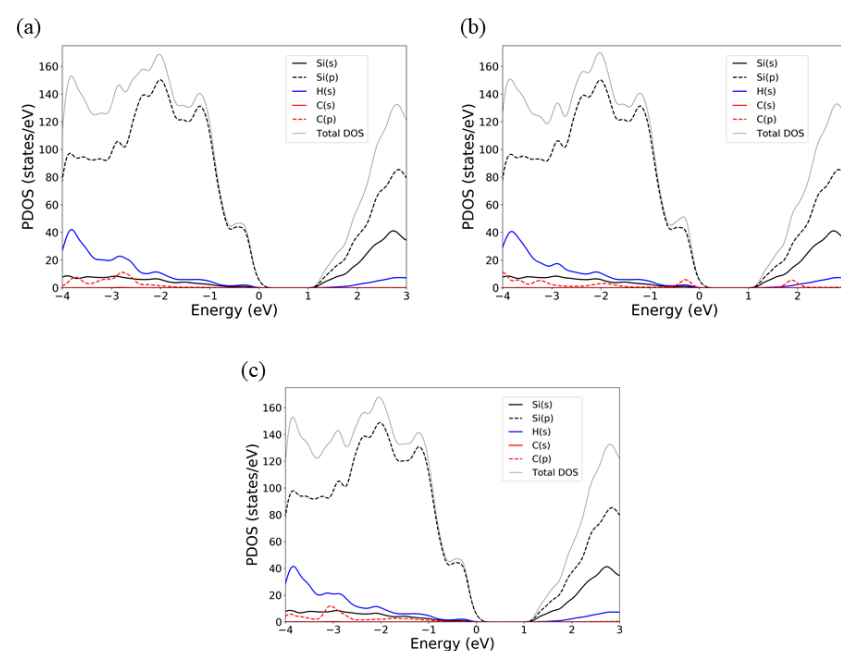 (a)
PDOS (states/eV)
160
140
120
100
80
60
40
20
0
Si(s)
Si(p)
H(s)
C(s)
C(p)
Total DOS
−4 −3 −2 −1 0 1 2 3
Energy (eV)
(b)
PDOS (states/eV)
160
140
120
100
80
60
40
20
0
Si(s)
Si(p)
H(s)
C(s)
C(p)
Total DOS
−4 −3 −2 −1 0 1 2
Energy (eV)
(c)
PDOS (states/eV)
160
140
120
100
80
60
40
20
0
Si(s)
Si(p)
H(s)
C(s)
C(p)
Total DOS
−4 −3 −2 −1 0 1 2 3
Energy (eV)